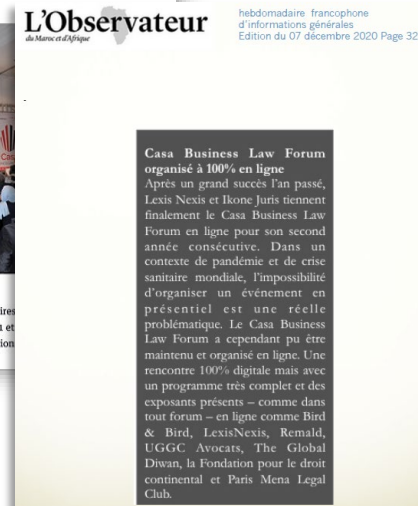 L'Observateur
du Maroc et d'Afrique
hebdomadaire francophone
d'informations générales
Edition du 07 décembre 2020 Page 32
Casa Business Law Forum
organisé à 100% en ligne
Après un grand succès l'an passé,
Lexis Nexis et Ikone Juris tiennent
finalement le Casa Business Law
Forum en ligne pour son second
année consécutive. Dans un
contexte de pandémie et de crise
sanitaire mondiale, l'impossibilité
d'organiser un événement en
présentiel est une réelle
problématique. Le Casa Business
Law Forum a cependant pu être
maintenu et organisé en ligne. Une
rencontre 100% digitale mais avec
un programme très complet et des
exposants présents – comme dans
tout forum – en ligne comme Bird
& Bird, LexisNexis, Remald,
UGGC Avocats, The Global
Diwan, la Fondation pour le droit
continental et Paris Mena Legal
Club.